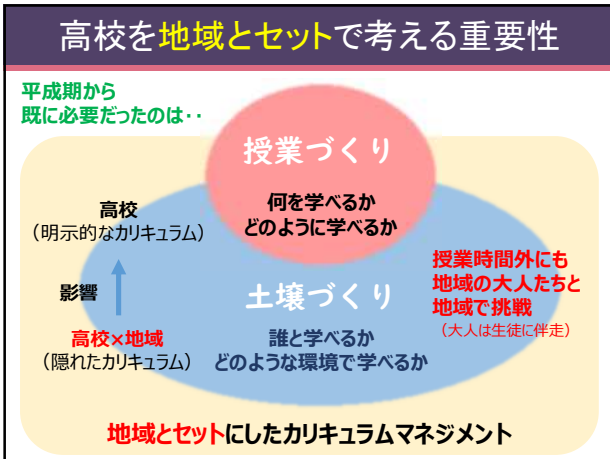 高校を地域とセットで考える重要性
平成期から
既に必要だったのは‥
授業づくり
何を学べるか
どのように学べるか
高校
（明示的なカリキュラム）
影響
高校×地域
（隠れたカリキュラム）
土壌づくり
誰と学べるか
どのような環境で学べるか
授業時間外にも
地域の大人たちと
地域で挑戦
（大人は生徒に伴走）
地域とセットにしたカリキュラムマネジメント